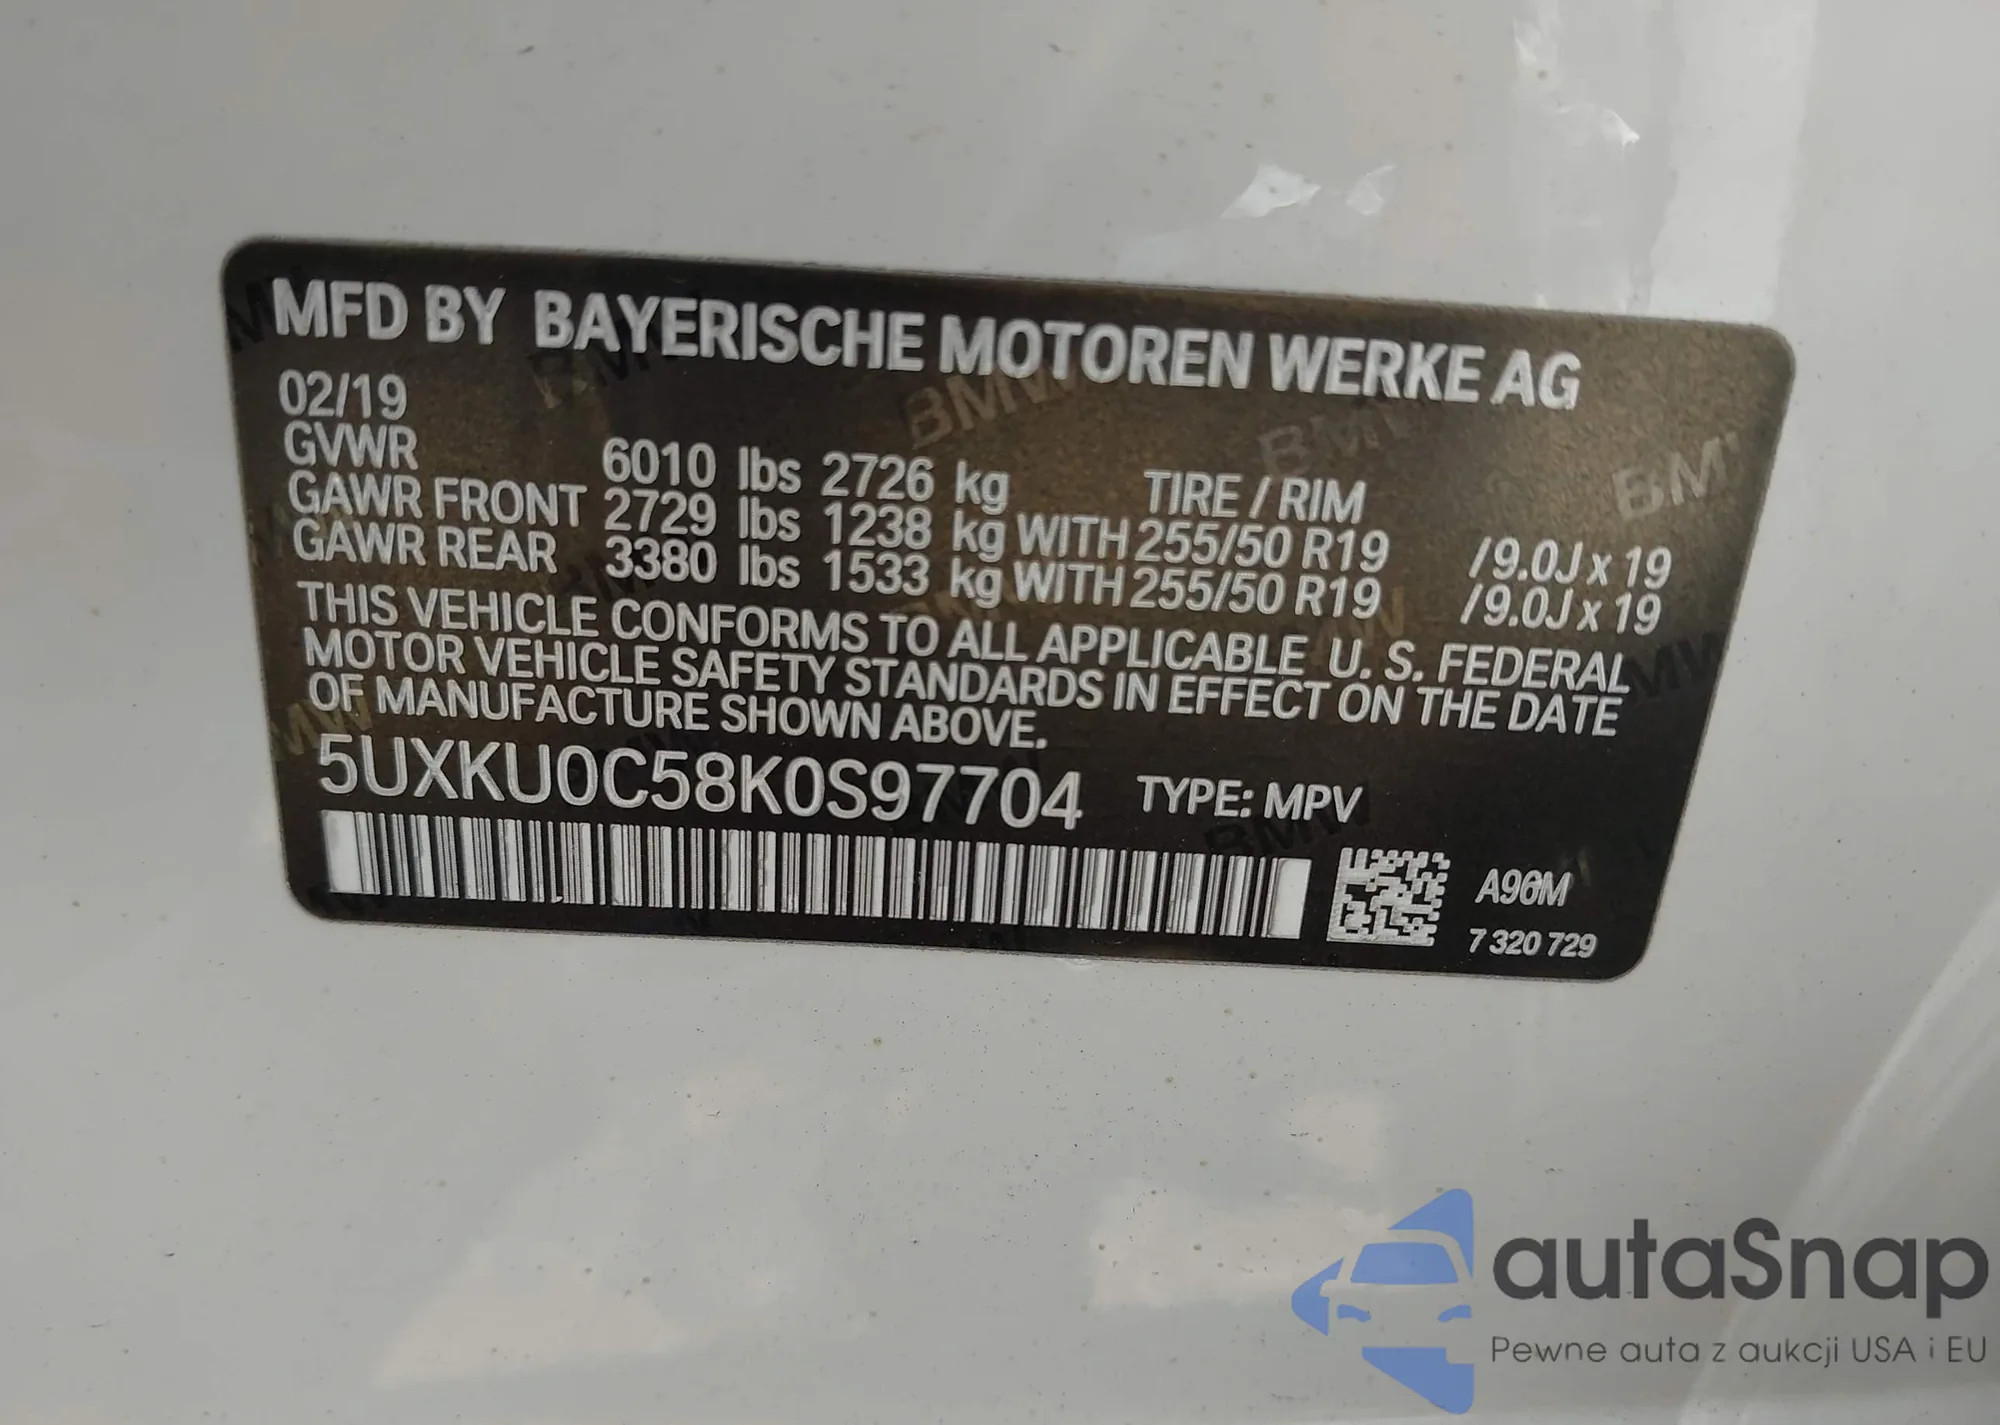 MFD BY BAYERISCHE MOTOREN WERKE AG
02/19
GVWR 6010 lbs 2726 kg TIRE / RIM
GAWR FRONT 2729 lbs 1238 kg WITH 255/50 R19 /9.0J x 19
GAWR REAR 3380 lbs 1533 kg WITH 255/50 R19 /9.0J x 19
THIS VEHICLE CONFORMS TO ALL APPLICABLE U. S. FEDERAL
MOTOR VEHICLE SAFETY STANDARDS IN EFFECT ON THE DATE
OF MANUFACTURE SHOWN ABOVE.
5UXKU0C58K0S97704 TYPE: MPV
A96M
7 320 729
autaSnap
Pewne auta z aukcji USA i EU